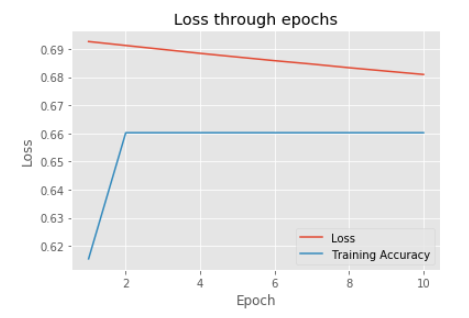 Loss through epochs
0.69
0.68
0.67
0.66
0.65
0.64
0.63
0.62
Loss
2
4
6
8
10
Epoch
Loss
Training Accuracy